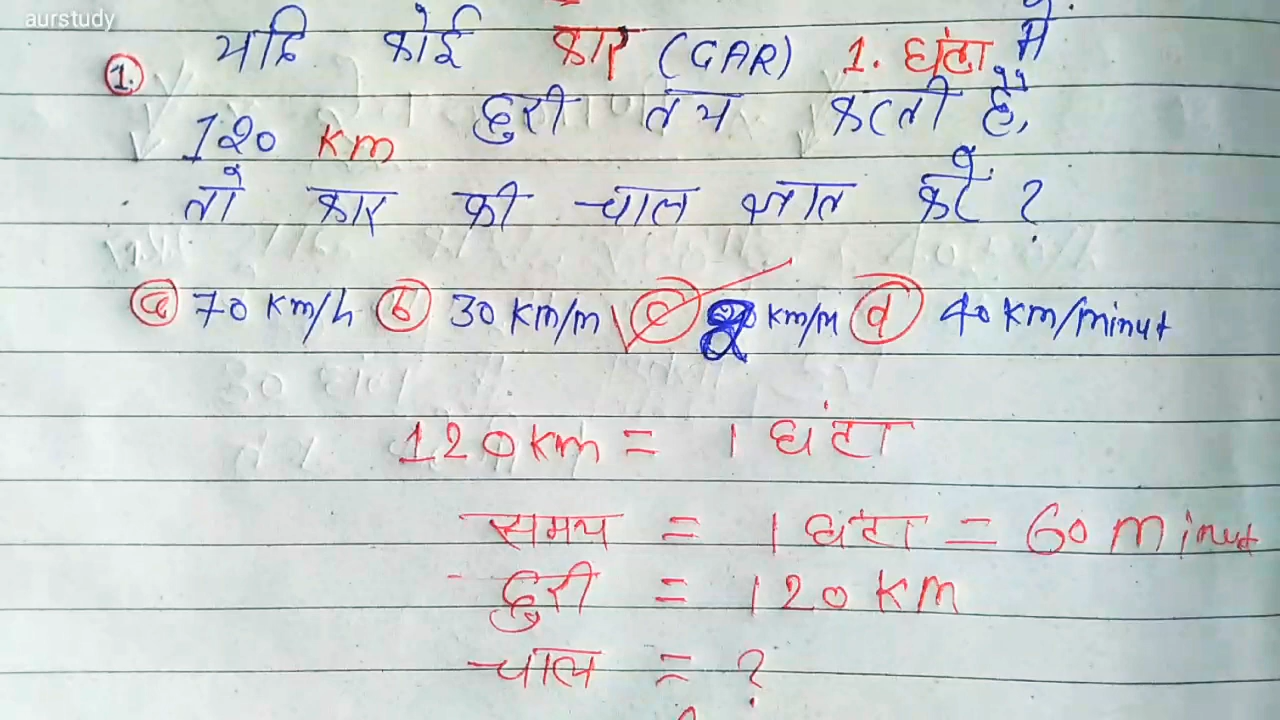 aurstudy
1. यदि कोई कार (CAR) 1. घंटा में
120 km दुरी तय करती हैं,
तो कार की चाल ज्ञात करें ?
a 70 km/h b 30 km/m c 2 km/m d 40 km/minut
120 km = 1 घंटा
समय = 1 घंटा = 60 minut
दुरी = 120 KM
चाल = ?